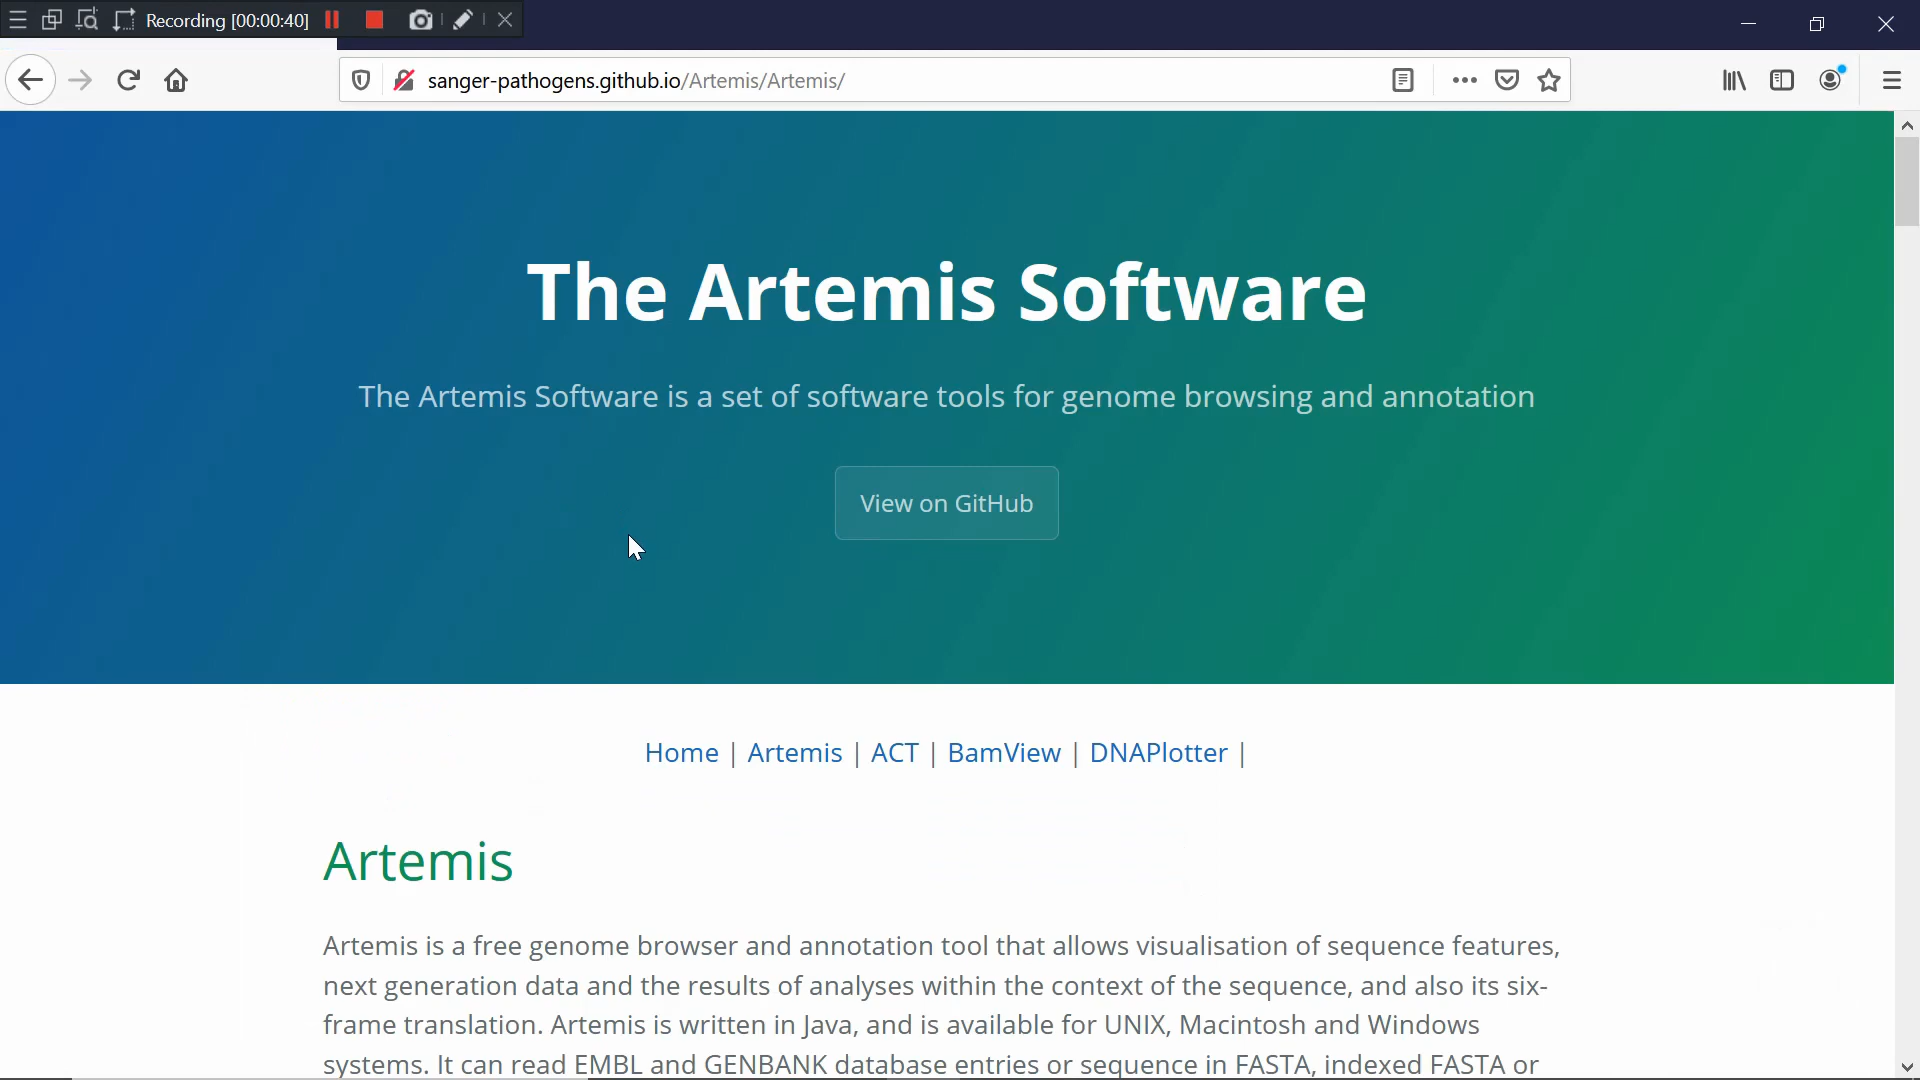 Recording [00:00:40]
sanger-pathogens.github.io/Artemis/Artemis/
The Artemis Software
The Artemis Software is a set of software tools for genome browsing and annotation
View on GitHub
Home | Artemis | ACT | BamView | DNAPlotter |
Artemis
Artemis is a free genome browser and annotation tool that allows visualisation of sequence features,
next generation data and the results of analyses within the context of the sequence, and also its six-
frame translation. Artemis is written in Java, and is available for UNIX, Macintosh and Windows
systems. It can read EMBL and GENBANK database entries or sequence in FASTA, indexed FASTA or